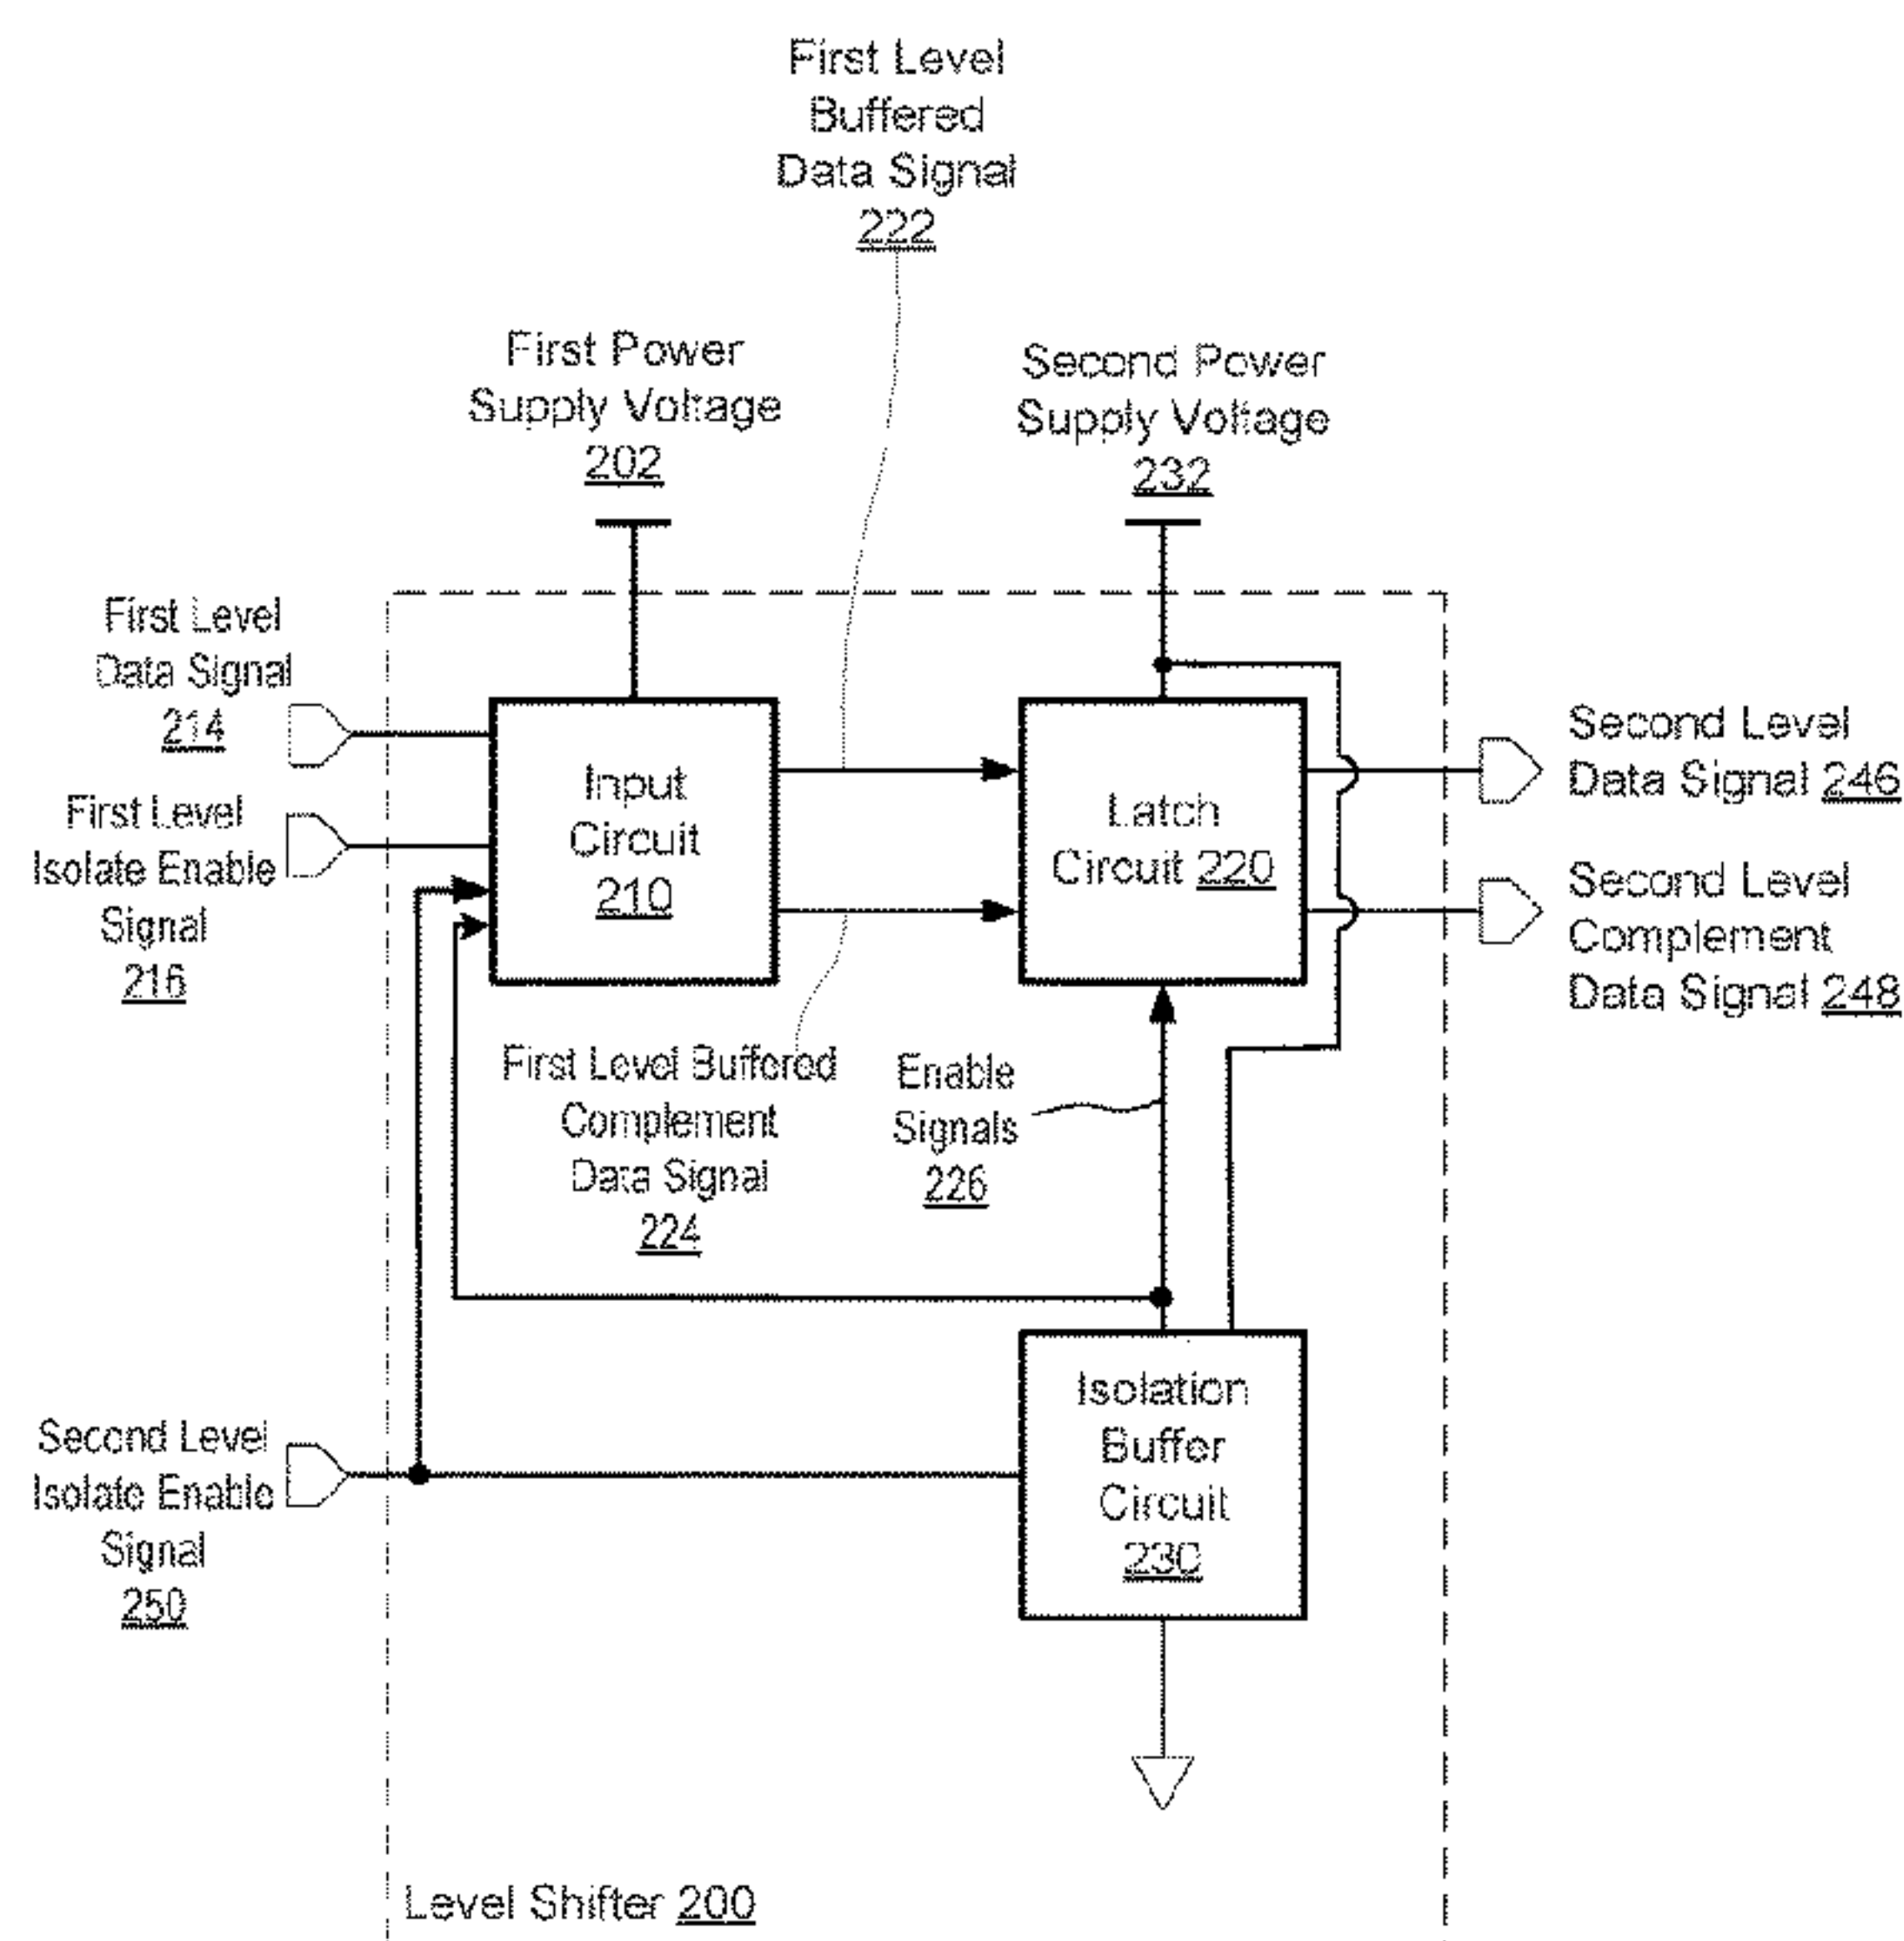 First Level
Buffered
Data Signal
222
First Power
Supply Voltage
202
Second Power
Supply Voltage
232
First Level
Data Signal
214
First Level
Isolate Enable
Signal
216
Input
Circuit
210
Latch
Circuit 220
Second Level
Data Signal 246
Second Level
Complement
Data Signal 248
First Level Buffered
Complement
Data Signal
224
Enable
Signals
226
Second Level
Isolate Enable
Signal
250
Isolation
Buffer
Circuit
230
Level Shifter 200